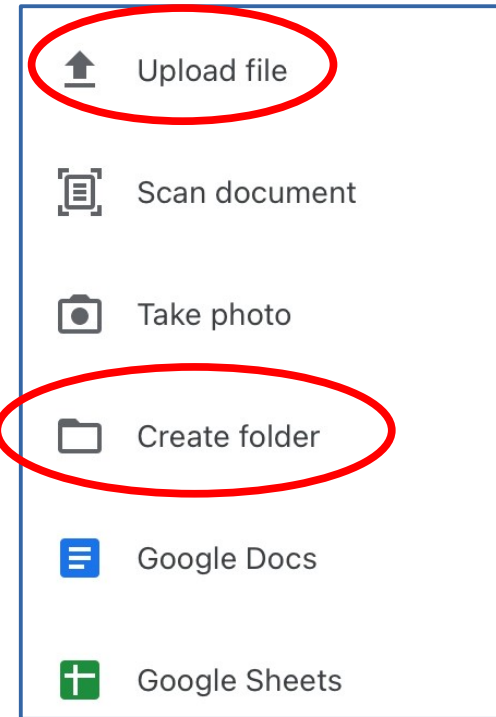 Upload file
Scan document
Take photo
Create folder
Google Docs
Google Sheets